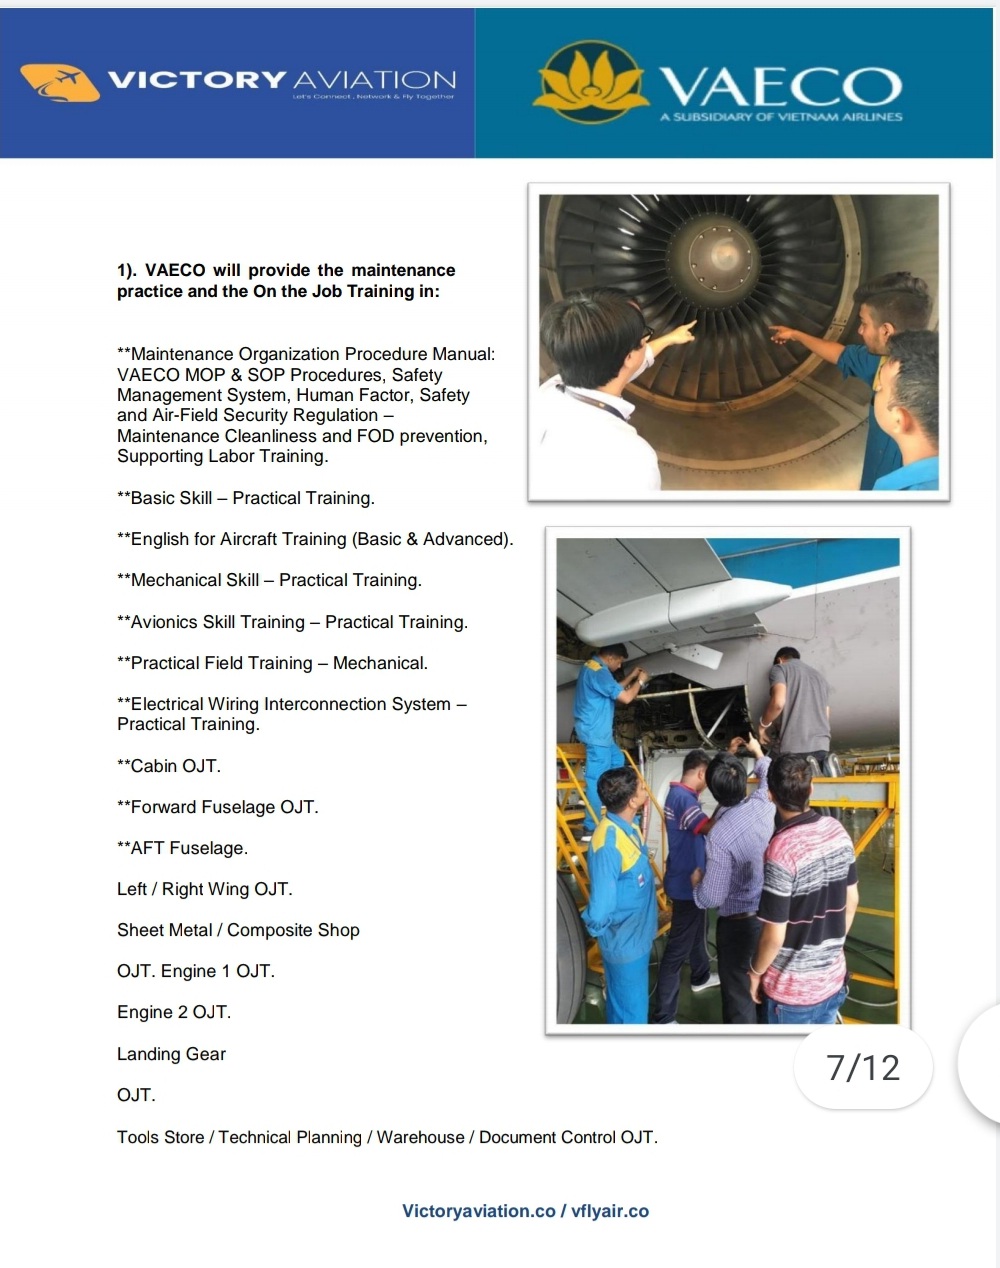 VICTORY AVIATION
Let's Connect , Network & Fly Together
VAECO
A SUBSIDIARY OF VIETNAM AIRLINES
1). VAECO will provide the maintenance
practice and the On the Job Training in:
**Maintenance Organization Procedure Manual:
VAECO MOP & SOP Procedures, Safety
Management System, Human Factor, Safety
and Air-Field Security Regulation –
Maintenance Cleanliness and FOD prevention,
Supporting Labor Training.
**Basic Skill – Practical Training.
**English for Aircraft Training (Basic & Advanced).
**Mechanical Skill – Practical Training.
**Avionics Skill Training – Practical Training.
**Practical Field Training – Mechanical.
**Electrical Wiring Interconnection System –
Practical Training.
**Cabin OJT.
**Forward Fuselage OJT.
**AFT Fuselage.
Left / Right Wing OJT.
Sheet Metal / Composite Shop
OJT. Engine 1 OJT.
Engine 2 OJT.
Landing Gear
OJT.
Tools Store / Technical Planning / Warehouse / Document Control OJT.
7/12
Victoryaviation.co / vflyair.co